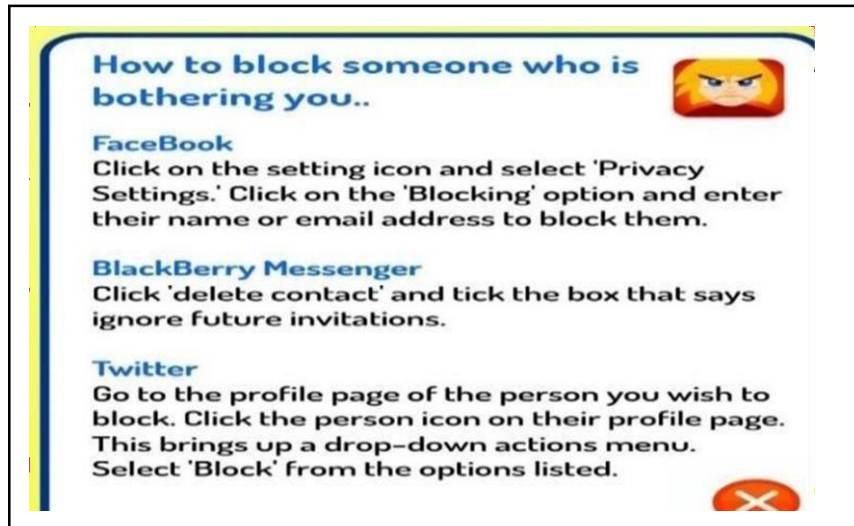 How to block someone who is
bothering you..
FaceBook
Click on the setting icon and select 'Privacy
Settings.' Click on the 'Blocking' option and enter
their name or email address to block them.
BlackBerry Messenger
Click 'delete contact' and tick the box that says
ignore future invitations.
Twitter
Go to the profile page of the person you wish to
block. Click the person icon on their profile page.
This brings up a drop-down actions menu.
Select 'Block' from the options listed.